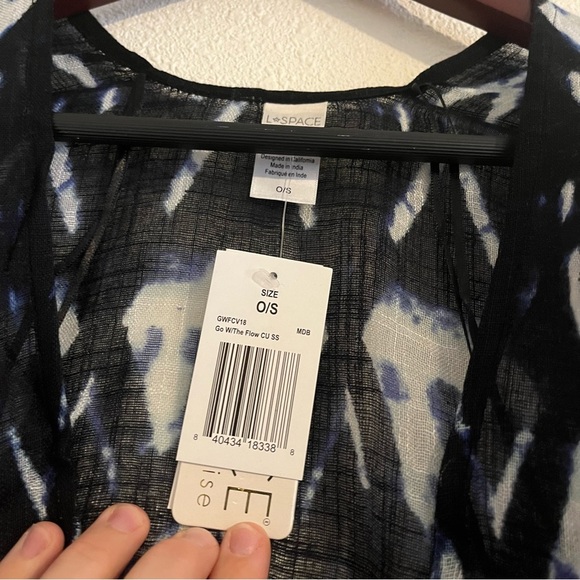 L*SPACE
Designed in California
Made in India
Fabriqué en Inde
O/S
SIZE
O/S
GWFCV18 MDB
Go W/The Flow CU SS
8 40434 18338 8